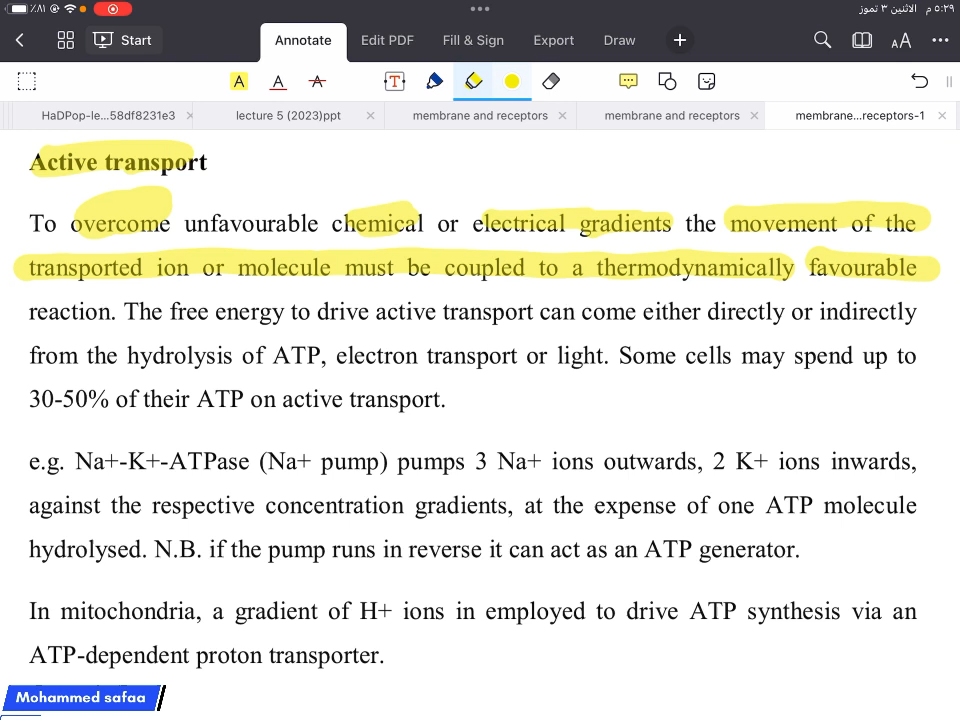 ٪٨١ ٥:٢٩ م الاثنين ٣ تموز
Start Annotate Edit PDF Fill & Sign Export Draw
HaDPop-le...58df8231e3 lecture 5 (2023)ppt membrane and receptors membrane and receptors membrane...receptors-1
Active transport
To overcome unfavourable chemical or electrical gradients the movement of the
transported ion or molecule must be coupled to a thermodynamically favourable
reaction. The free energy to drive active transport can come either directly or indirectly
from the hydrolysis of ATP, electron transport or light. Some cells may spend up to
30-50% of their ATP on active transport.
e.g. Na+-K+-ATPase (Na+ pump) pumps 3 Na+ ions outwards, 2 K+ ions inwards,
against the respective concentration gradients, at the expense of one ATP molecule
hydrolysed. N.B. if the pump runs in reverse it can act as an ATP generator.
In mitochondria, a gradient of H+ ions in employed to drive ATP synthesis via an
ATP-dependent proton transporter.
Mohammed safaa